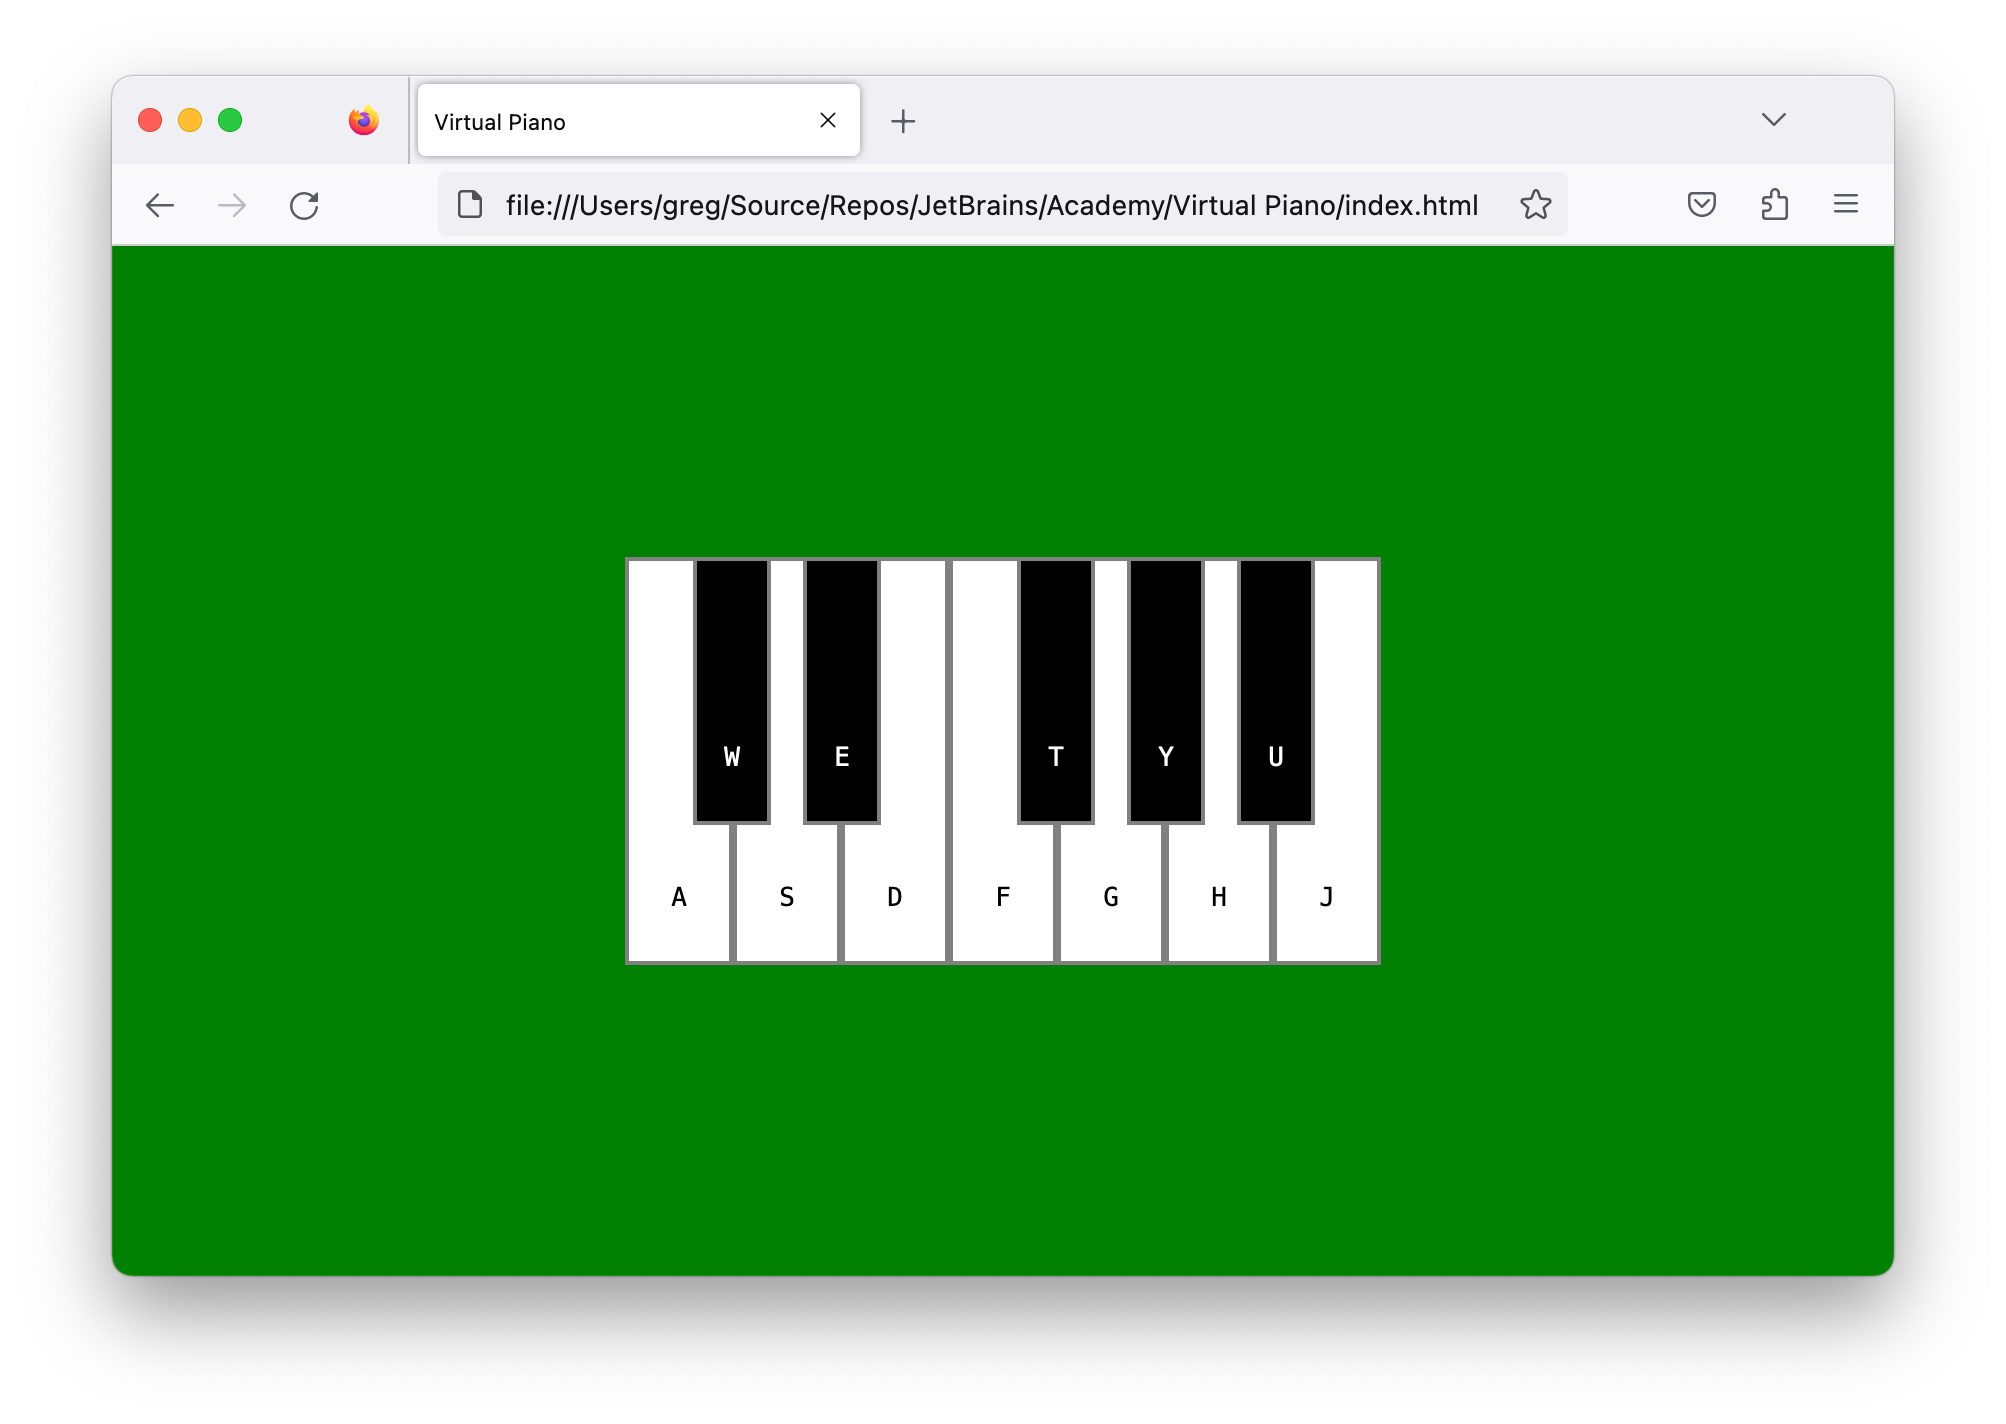 Virtual Piano
file:///Users/greg/Source/Repos/JetBrains/Academy/Virtual Piano/index.html
W E T Y U
A S D F G H J